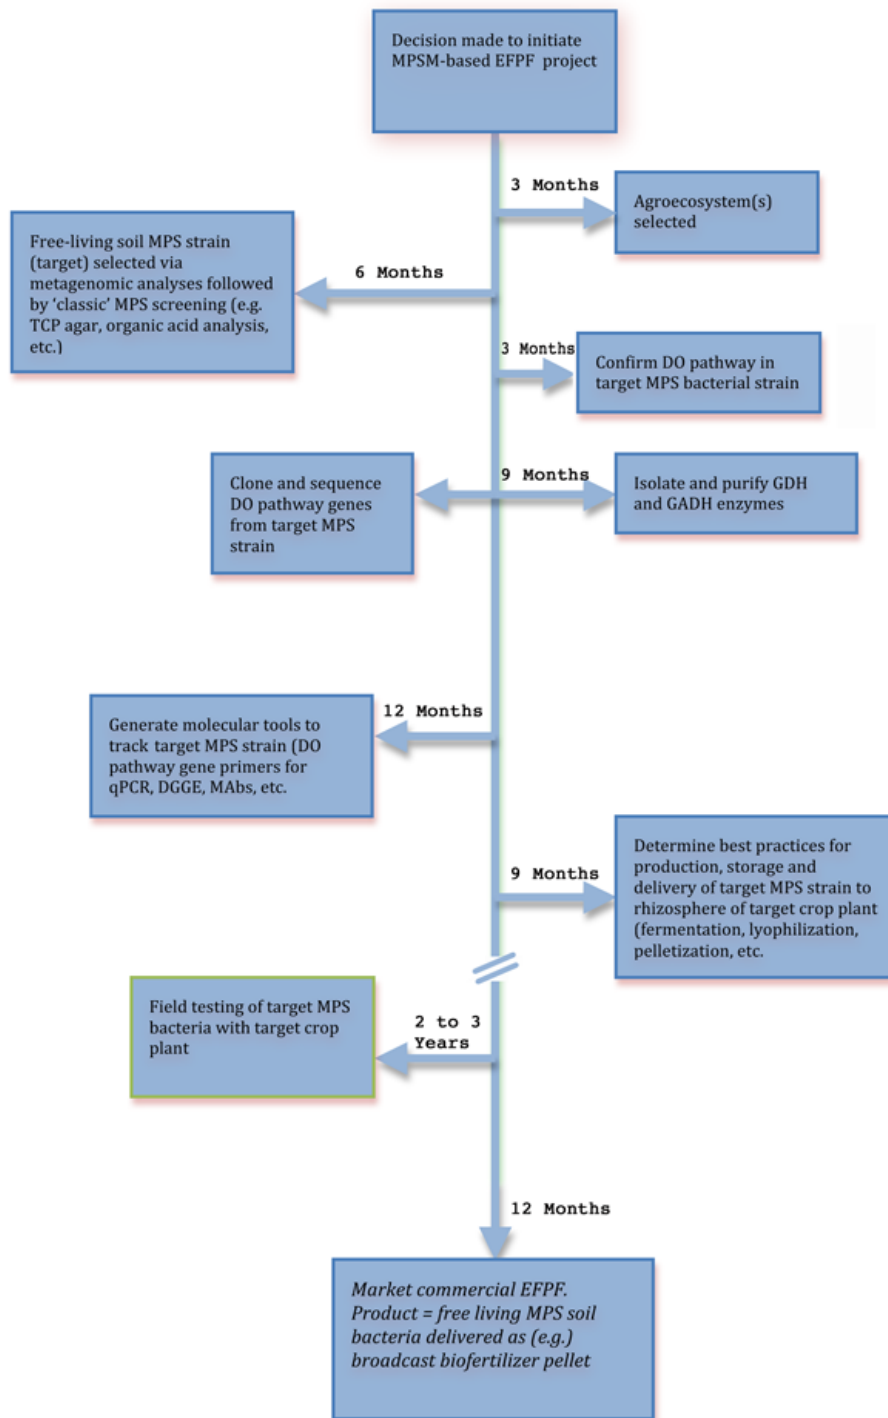 Decision made to initiate
MPSM-based EFPF project
3 Months
Agroecosystem(s)
selected
Free-living soil MPS strain
(target) selected via
metagenomic analyses followed
by ‘classic’ MPS screening (e.g.
TCP agar, organic acid analysis,
etc.)
6 Months
3 Months
Confirm DO pathway in
target MPS bacterial strain
Clone and sequence
DO pathway genes
from target MPS
strain
9 Months
Isolate and purify GDH
and GADH enzymes
Generate molecular tools to
track target MPS strain (DO
pathway gene primers for
qPCR, DGGE, MAbs, etc.
12 Months
9 Months
Determine best practices for
production, storage and
delivery of target MPS strain to
rhizosphere of target crop plant
(fermentation, lyophilization,
pelletization, etc.
Field testing of target MPS
bacteria with target crop
plant
2 to 3
Years
12 Months
Market commercial EFPF.
Product = free living MPS soil
bacteria delivered as (e.g.)
broadcast biofertilizer pellet